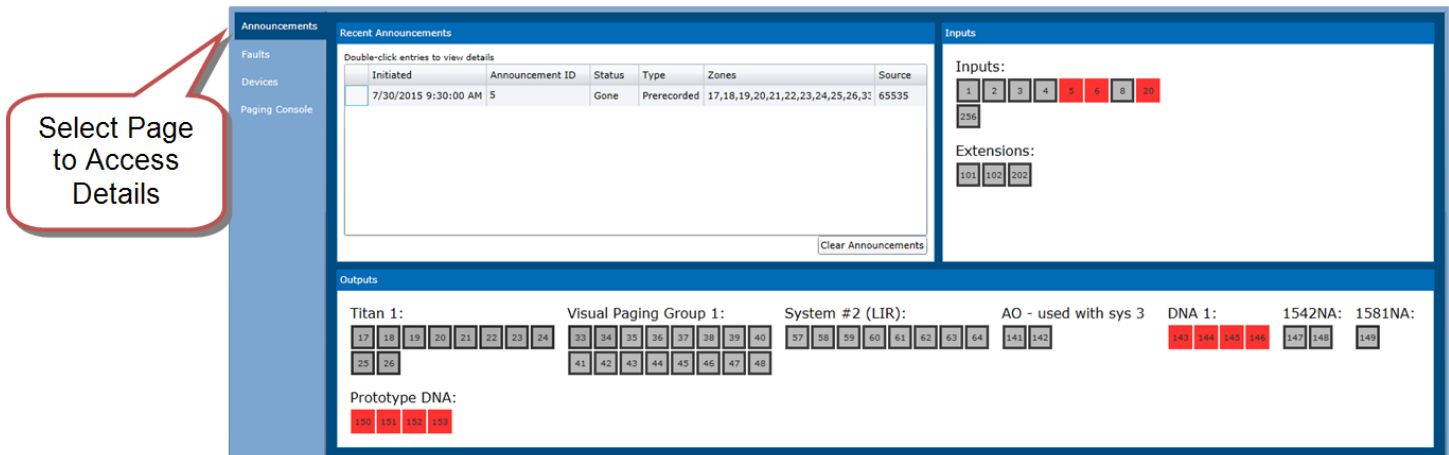 Select Page
to Access
Details
Announcements
Faults
Devices
Paging Console
Recent Announcements
Double-click entries to view details
Initiated Announcement ID Status Type Zones Source
7/30/2015 9:30:00 AM 5 Gone Prerecorded 17,18,19,20,21,22,23,24,25,26,33 65535
Clear Announcements
Inputs
Inputs:
1 2 3 4 5 6 8 20
256
Extensions:
101 102 202
Outputs
Titan 1:
17 18 19 20 21 22 23 24
25 26
Visual Paging Group 1:
33 34 35 36 37 38 39 40
41 42 43 44 45 46 47 48
System #2 (LIR):
57 58 59 60 61 62 63 64
AO - used with sys 3
141 142
DNA 1:
143 144 145 146
1542NA:
147 148
1581NA:
149
Prototype DNA:
150 151 152 153